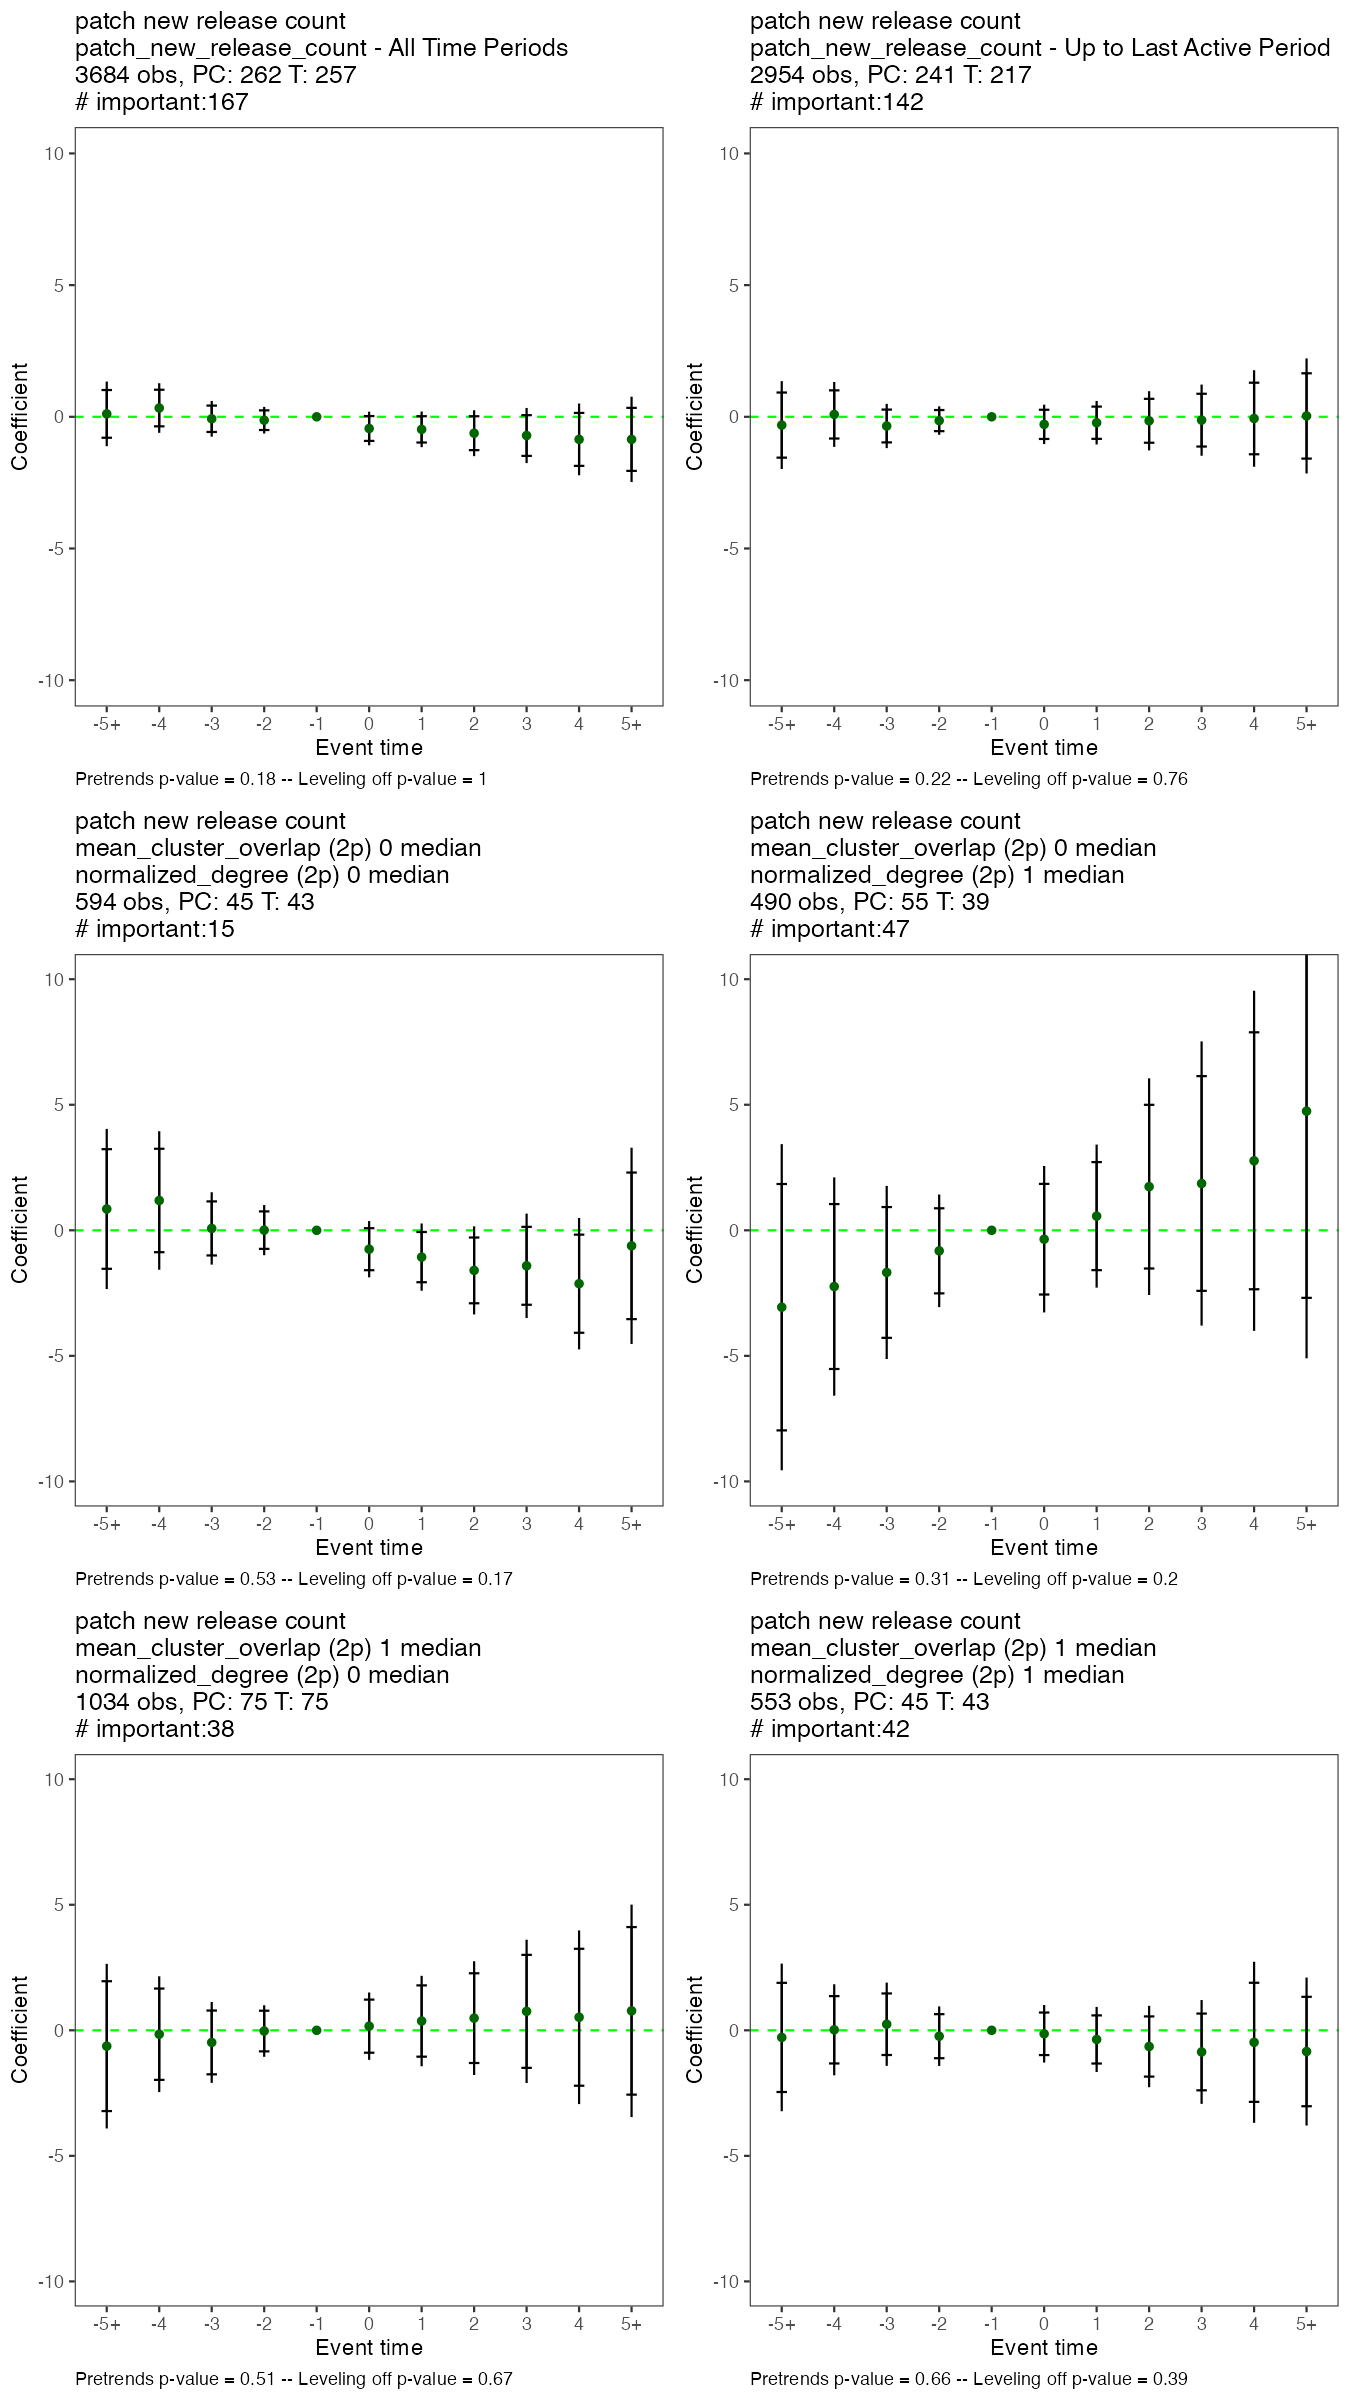 patch new release count
patch_new_release_count - All Time Periods
3684 obs, PC: 262 T: 257
# important:167
10
5
0
-5
-10
Coefficient
-5+ -4 -3 -2 -1 0 1 2 3 4 5+
Event time
Pretrends p-value = 0.18 -- Leveling off p-value = 1
patch new release count
patch_new_release_count - Up to Last Active Period
2954 obs, PC: 241 T: 217
# important:142
10
5
0
-5
-10
Coefficient
-5+ -4 -3 -2 -1 0 1 2 3 4 5+
Event time
Pretrends p-value = 0.22 -- Leveling off p-value = 0.76
patch new release count
mean_cluster_overlap (2p) 0 median
normalized_degree (2p) 0 median
594 obs, PC: 45 T: 43
# important:15
10
5
0
-5
-10
Coefficient
-5+ -4 -3 -2 -1 0 1 2 3 4 5+
Event time
Pretrends p-value = 0.53 -- Leveling off p-value = 0.17
patch new release count
mean_cluster_overlap (2p) 0 median
normalized_degree (2p) 1 median
490 obs, PC: 55 T: 39
# important:47
10
5
0
-5
-10
Coefficient
-5+ -4 -3 -2 -1 0 1 2 3 4 5+
Event time
Pretrends p-value = 0.31 -- Leveling off p-value = 0.2
patch new release count
mean_cluster_overlap (2p) 1 median
normalized_degree (2p) 0 median
1034 obs, PC: 75 T: 75
# important:38
10
5
0
-5
-10
Coefficient
-5+ -4 -3 -2 -1 0 1 2 3 4 5+
Event time
Pretrends p-value = 0.51 -- Leveling off p-value = 0.67
patch new release count
mean_cluster_overlap (2p) 1 median
normalized_degree (2p) 1 median
553 obs, PC: 45 T: 43
# important:42
10
5
0
-5
-10
Coefficient
-5+ -4 -3 -2 -1 0 1 2 3 4 5+
Event time
Pretrends p-value = 0.66 -- Leveling off p-value = 0.39